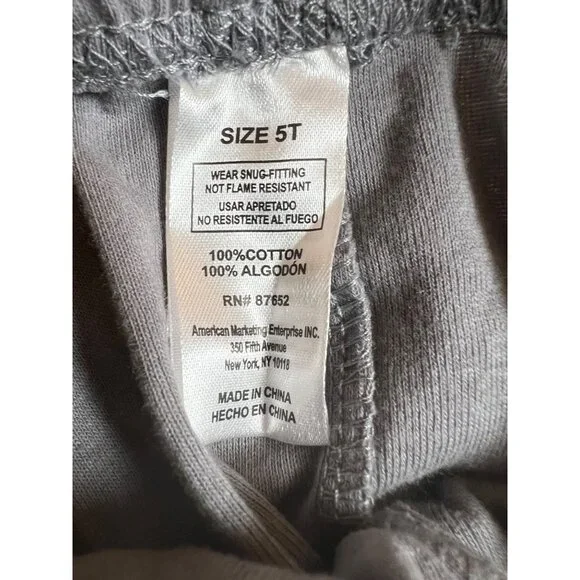 SIZE 5T
WEAR SNUG-FITTING
NOT FLAME RESISTANT
USAR APRETADO
NO RESISTENTE AL FUEGO
100%COTTON
100% ALGODÓN
RN# 87652
American Marketing Enterprise INC.
350 Fifth Avenue
New York, NY 10118
MADE IN CHINA
HECHO EN CHINA